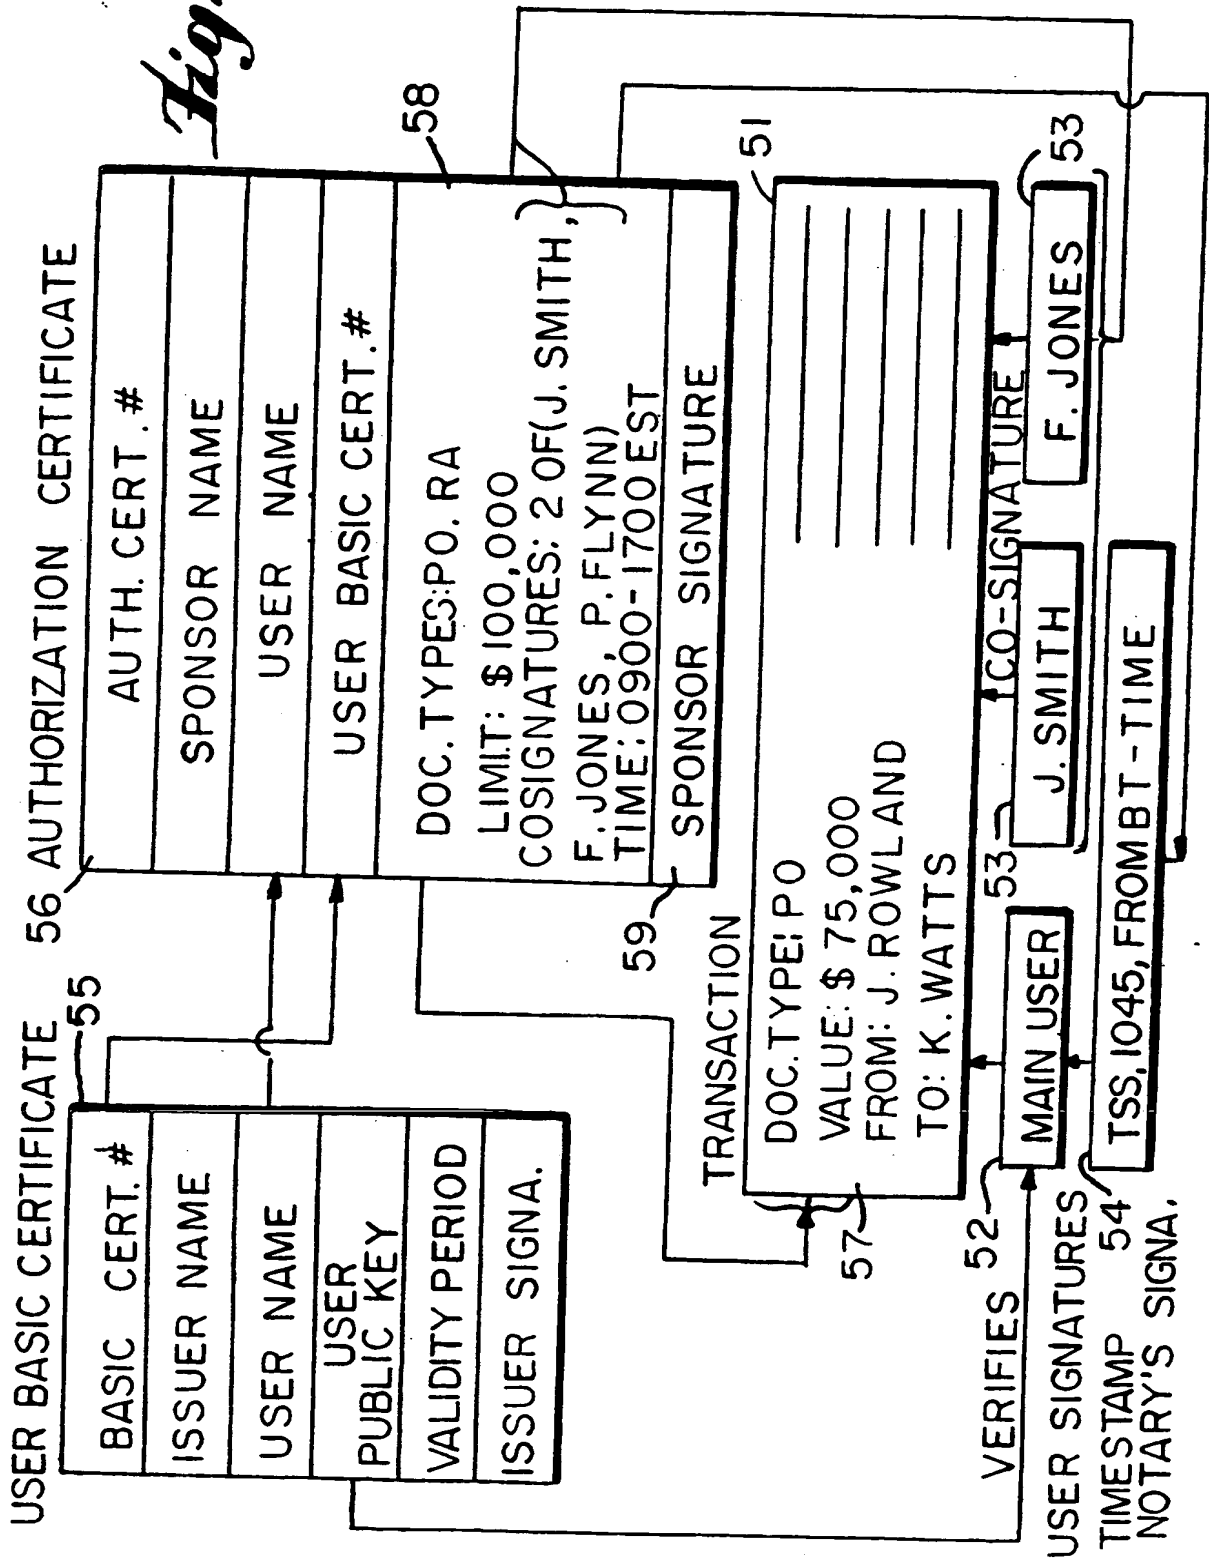 Fig.
USER BASIC CERTIFICATE
55
BASIC CERT. #
ISSUER NAME
USER NAME
USER
PUBLIC KEY
VALIDITY PERIOD
ISSUER SIGNA.
56 AUTHORIZATION CERTIFICATE
AUTH. CERT. #
SPONSOR NAME
USER NAME
USER BASIC CERT. #
58
DOC. TYPES: PO. RA
LIMIT: $100,000
COSIGNATURES: 2 OF (J. SMITH,
F. JONES, P. FLYNN)
TIME: 0900-1700 EST
59
SPONSOR SIGNATURE
TRANSACTION
51
DOC. TYPE: PO
VALUE: $ 75,000
FROM: J. ROWLAND
TO: K. WATTS
57
VERIFIES
52
MAIN USER
53
CO-SIGNATURE
J. SMITH
F. JONES
53
USER SIGNATURES
TIMESTAMP 54
NOTARY'S SIGNA.
TSS, 1045, FROM BT-TIME